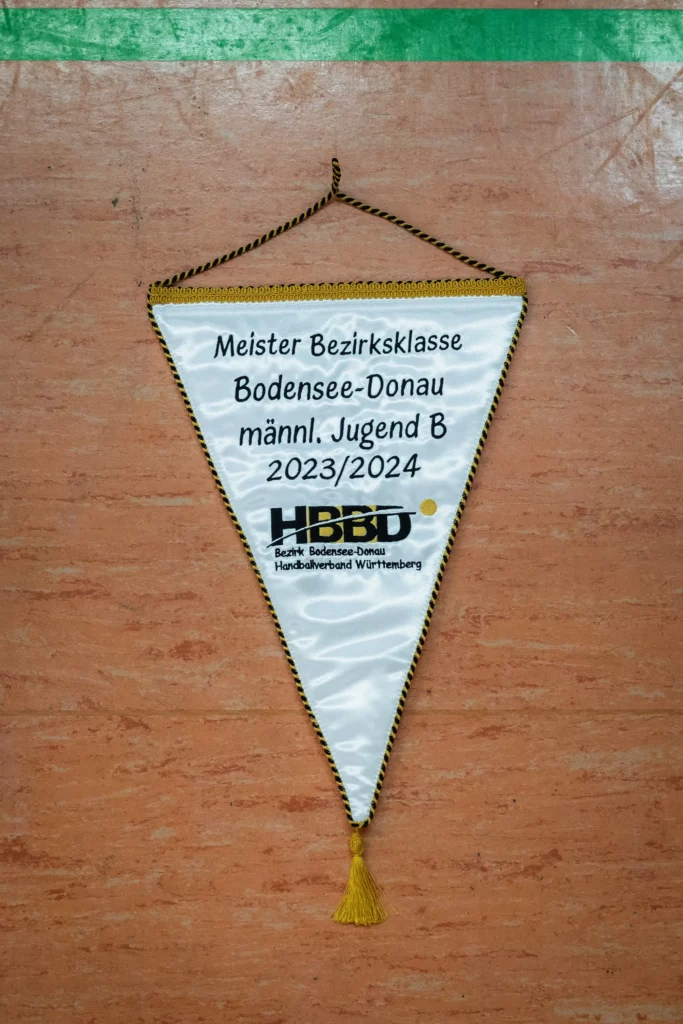 Meister Bezirksklasse
Bodensee-Donau
männl. Jugend B
2023/2024
HBBD
Bezirk Bodensee-Donau
Handballverband Württemberg